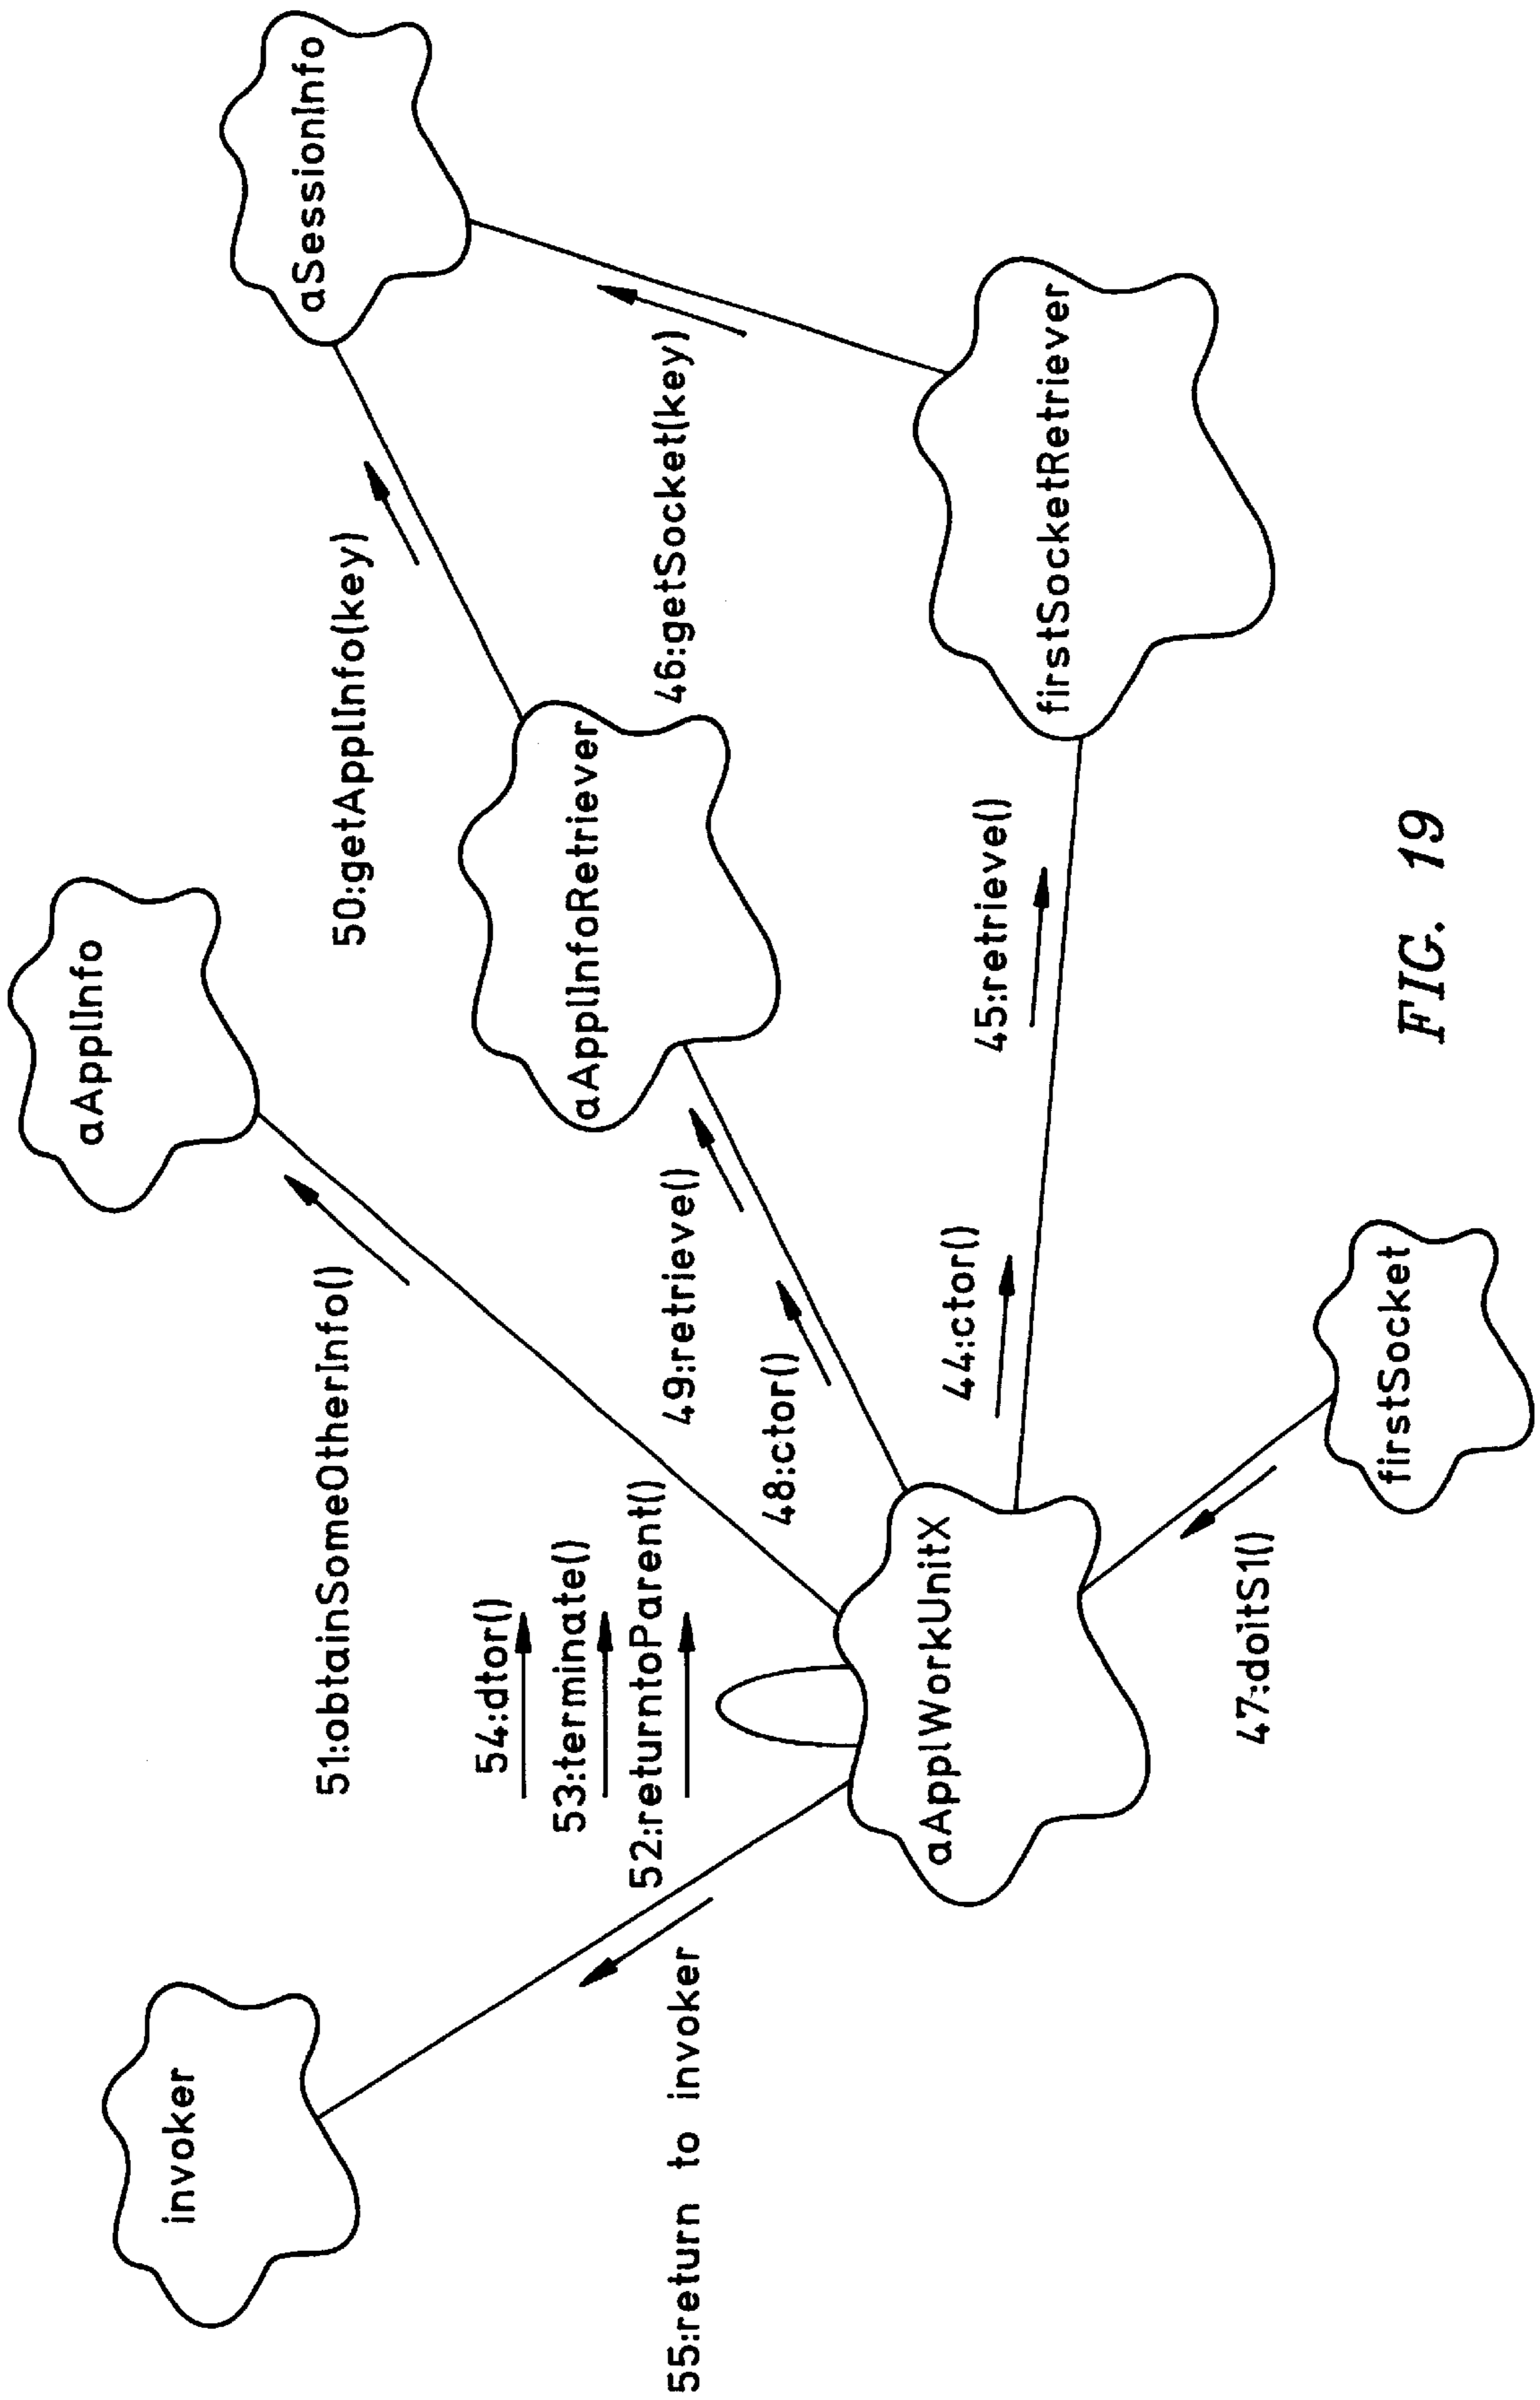 aApplInfo
aSessionInfo
invoker
51:obtainSomeOtherInfo()
50:getApplInfo(key)
54:dtor()
53:terminate()
52:returntoParent()
aApplInfoRetriever
55:return to invoker
49:retrieve()
46:getSocket(key)
48:ctor()
aApplWorkUnitX
44:ctor()
45:retrieve()
firstSocketRetriever
47:doitS1()
firstSocket
FIG. 19